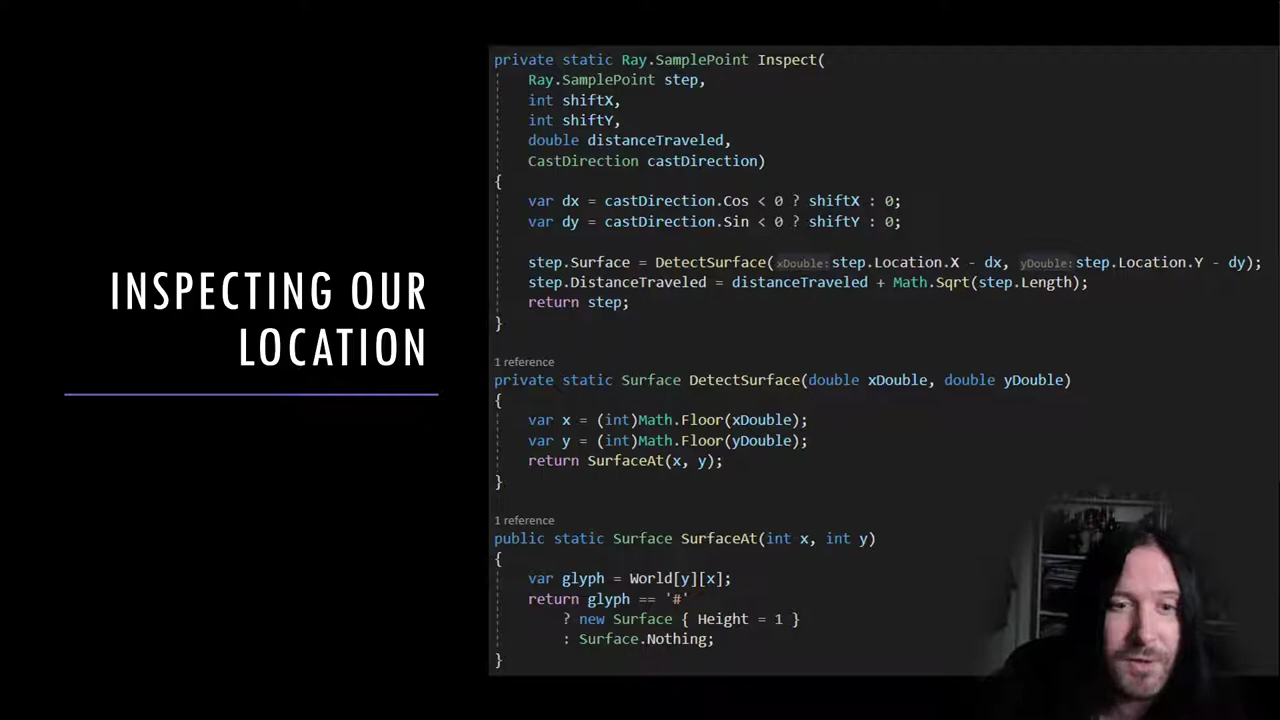 INSPECTING OUR
LOCATION
private static Ray.SamplePoint Inspect(
Ray.SamplePoint step,
int shiftX,
int shiftY,
double distanceTraveled,
CastDirection castDirection)
{
var dx = castDirection.Cos < 0 ? shiftX : 0;
var dy = castDirection.Sin < 0 ? shiftY : 0;
step.Surface = DetectSurface(xDouble: step.Location.X - dx, yDouble: step.Location.Y - dy);
step.DistanceTraveled = distanceTraveled + Math.Sqrt(step.Length);
return step;
}
1 reference
private static Surface DetectSurface(double xDouble, double yDouble)
{
var x = (int)Math.Floor(xDouble);
var y = (int)Math.Floor(yDouble);
return SurfaceAt(x, y);
}
1 reference
public static Surface SurfaceAt(int x, int y)
{
var glyph = World[y][x];
return glyph == '#'
? new Surface { Height = 1 }
: Surface.Nothing;
}